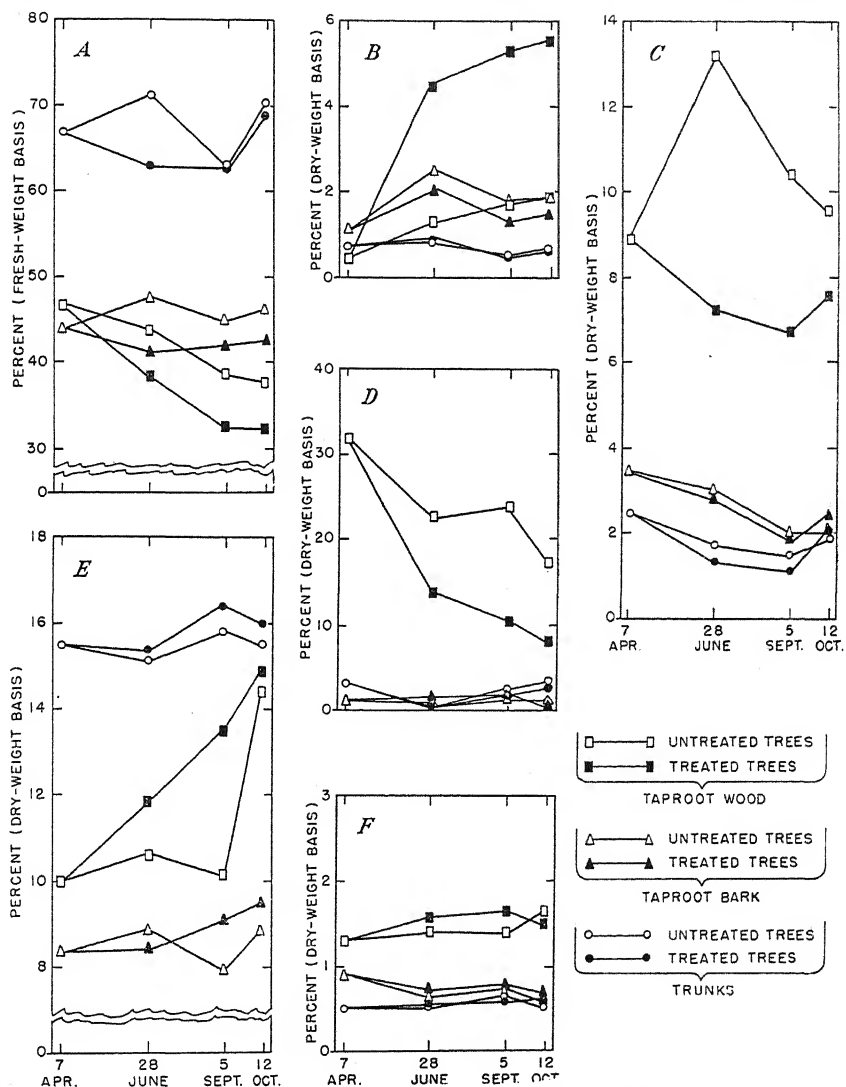 A
PERCENT (FRESH-WEIGHT BASIS)
80
70
60
50
40
30
0
B
PERCENT (DRY-WEIGHT BASIS)
6
4
2
0
C
PERCENT (DRY-WEIGHT BASIS)
14
12
10
8
6
4
2
0
7 28 5 12
APR. JUNE SEPT. OCT.
D
PERCENT (DRY-WEIGHT BASIS)
40
30
20
10
0
E
PERCENT (DRY-WEIGHT BASIS)
18
16
14
12
10
8
0
7 28 5 12
APR. JUNE SEPT. OCT.
F
PERCENT (DRY-WEIGHT BASIS)
3
2
1
0
7 28 5 12
APR. JUNE SEPT.
UNTREATED TREES
TREATED TREES
TAPROOT WOOD
UNTREATED TREES
TREATED TREES
TAPROOT BARK
UNTREATED TREES
TREATED TREES
TRUNKS